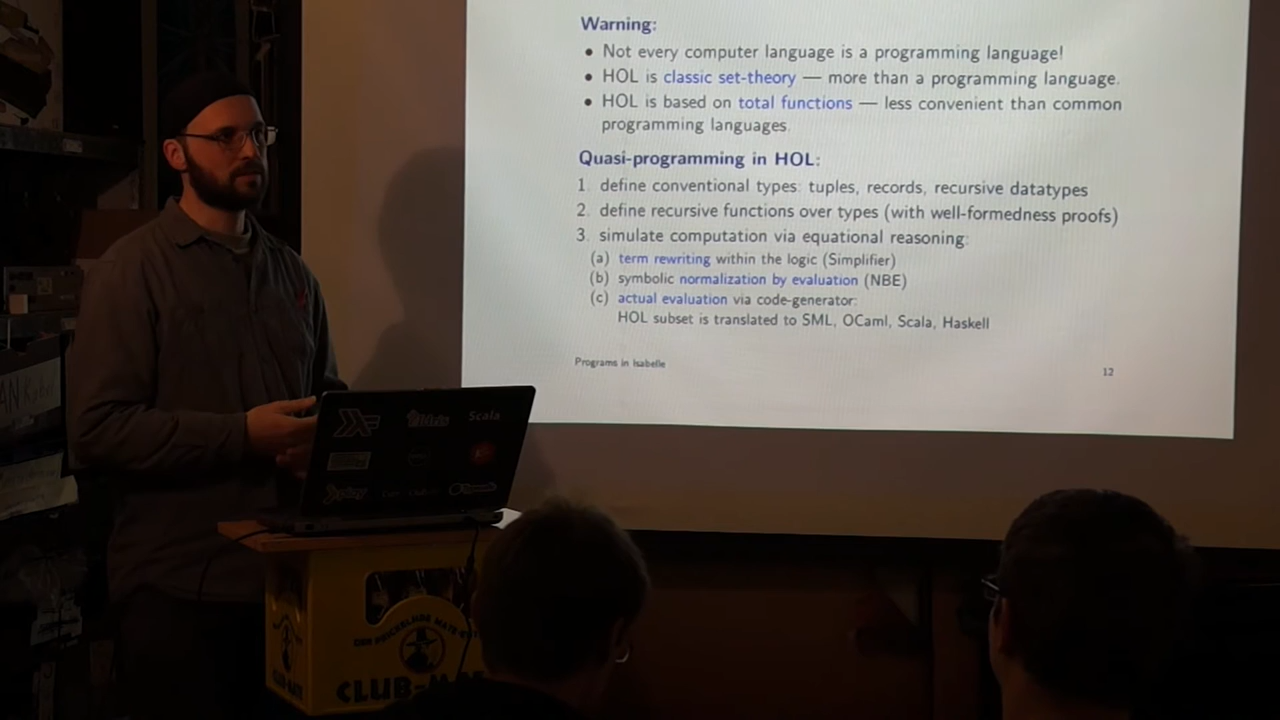 Warning:
• Not every computer language is a programming language!
• HOL is classic set-theory — more than a programming language.
• HOL is based on total functions — less convenient than common
programming languages.
Quasi-programming in HOL:
1. define conventional types: tuples, records, recursive datatypes
2. define recursive functions over types (with well-formedness proofs)
3. simulate computation via equational reasoning:
(a) term rewriting within the logic (Simplifier)
(b) symbolic normalization by evaluation (NBE)
(c) actual evaluation via code-generator:
HOL subset is translated to SML, OCaml, Scala, Haskell
Programs in Isabelle
12
Idris
Scala
CLUB-MATE